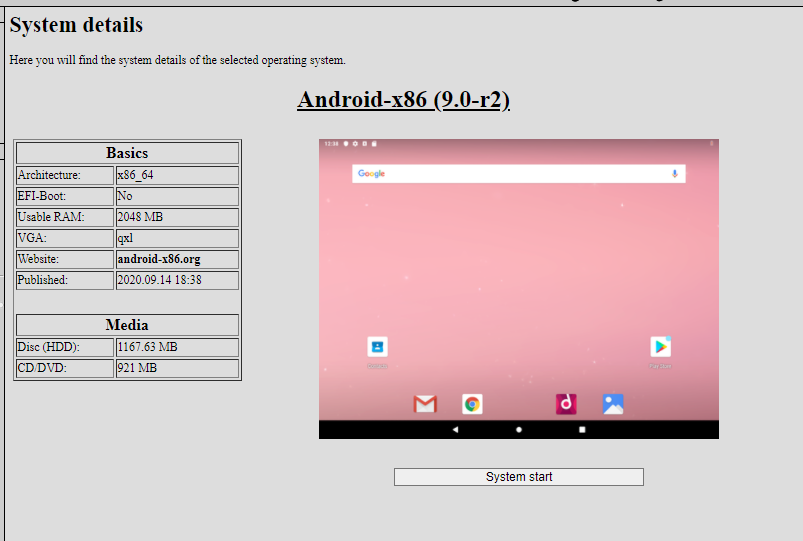 System details
Here you will find the system details of the selected operating system.
Android-x86 (9.0-r2)
Basics
Architecture: x86_64
EFI-Boot: No
Usable RAM: 2048 MB
VGA: qxl
Website: android-x86.org
Published: 2020.09.14 18:38
Media
Disc (HDD): 1167.63 MB
CD/DVD: 921 MB
Google
System start